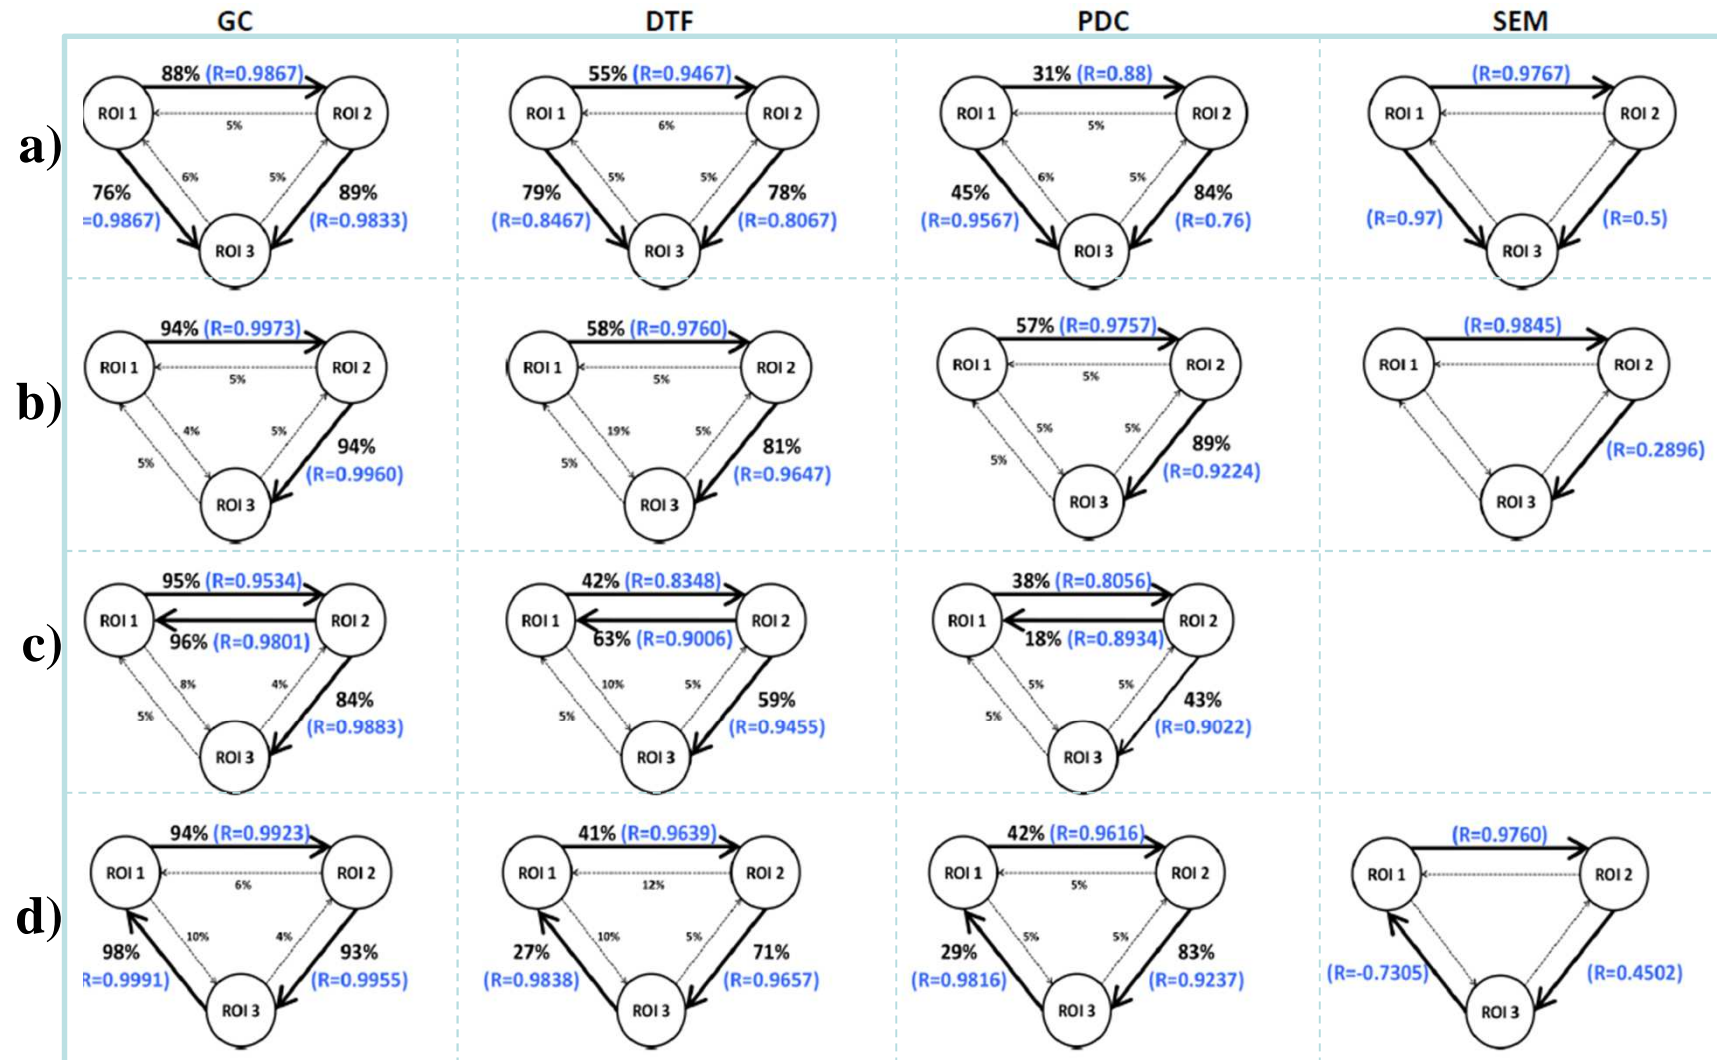 GC DTF PDC SEM
a)
88% (R=0.9867) 55% (R=0.9467) 31% (R=0.88) (R=0.9767)
ROI 1 ROI 2 ROI 1 ROI 2 ROI 1 ROI 2 ROI 1 ROI 2
5% 6% 5%
6% 5% 5% 5% 6% 5%
76% 89% 79% 78% 45% 84%
=0.9867) (R=0.9833) (R=0.8467) (R=0.8067) (R=0.9567) (R=0.76) (R=0.97) (R=0.5)
ROI 3 ROI 3 ROI 3 ROI 3
b)
94% (R=0.9973) 58% (R=0.9760) 57% (R=0.9757) (R=0.9845)
ROI 1 ROI 2 ROI 1 ROI 2 ROI 1 ROI 2 ROI 1 ROI 2
5% 5% 5%
4% 5% 19% 5% 5% 5%
94% 81% 89%
5% 5% 5%
(R=0.9960) (R=0.9647) (R=0.9224) (R=0.2896)
ROI 3 ROI 3 ROI 3 ROI 3
c)
95% (R=0.9534) 42% (R=0.8348) 38% (R=0.8056)
ROI 1 ROI 2 ROI 1 ROI 2 ROI 1 ROI 2
96% (R=0.9801) 63% (R=0.9006) 18% (R=0.8934)
8% 4% 10% 5% 5% 5%
84% 59% 43%
5% 5% 5%
(R=0.9883) (R=0.9455) (R=0.9022)
ROI 3 ROI 3 ROI 3
d)
94% (R=0.9923) 41% (R=0.9639) 42% (R=0.9616) (R=0.9760)
ROI 1 ROI 2 ROI 1 ROI 2 ROI 1 ROI 2 ROI 1 ROI 2
6% 12% 5%
10% 4% 10% 5% 5% 5%
98% 93% 27% 71% 29% 83%
R=0.9991) (R=0.9955) (R=0.9838) (R=0.9657) (R=0.9816) (R=0.9237) (R=-0.7305) (R=0.4502)
ROI 3 ROI 3 ROI 3 ROI 3